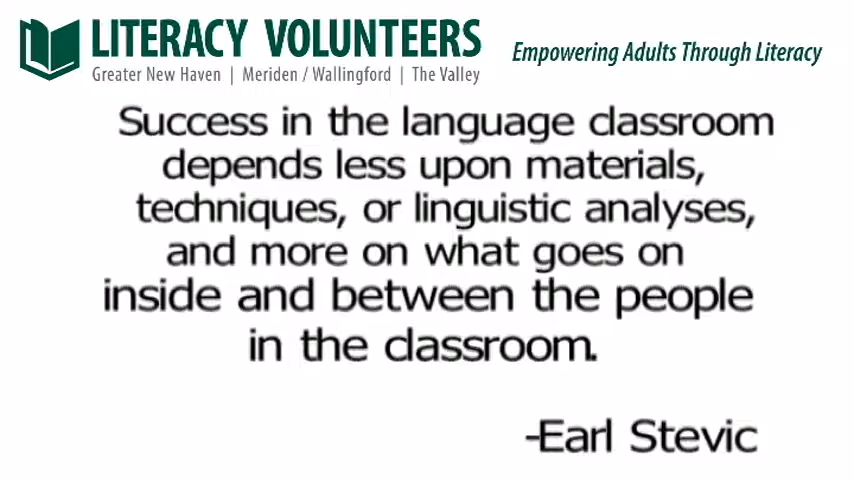 LITERACY VOLUNTEERS
Empowering Adults Through Literacy
Greater New Haven | Meriden / Wallingford | The Valley
Success in the language classroom
depends less upon materials,
techniques, or linguistic analyses,
and more on what goes on
inside and between the people
in the classroom.
-Earl Stevic